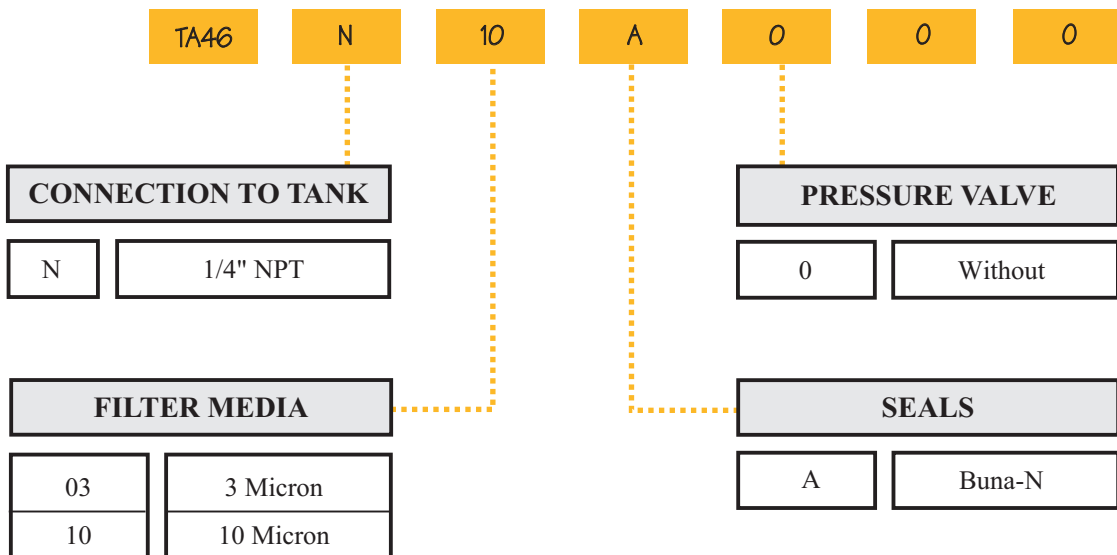 TA46 N 10 A 0 0 0
CONNECTION TO TANK
N 1/4" NPT
PRESSURE VALVE
0 Without
FILTER MEDIA
03 3 Micron
10 10 Micron
SEALS
A Buna-N